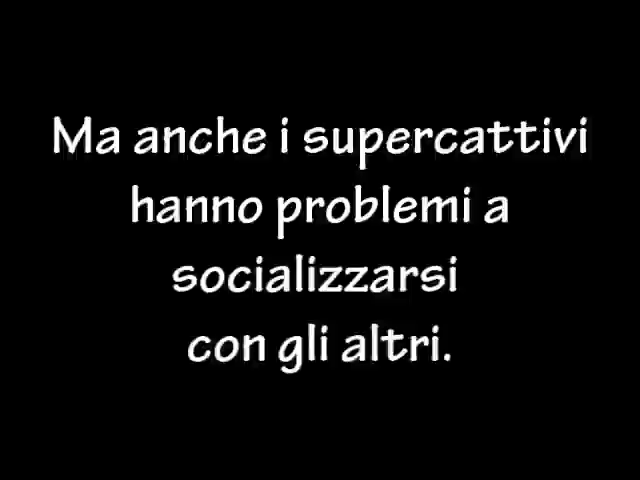 Ma anche i supercattivi
hanno problemi a
socializzarsi
con gli altri.